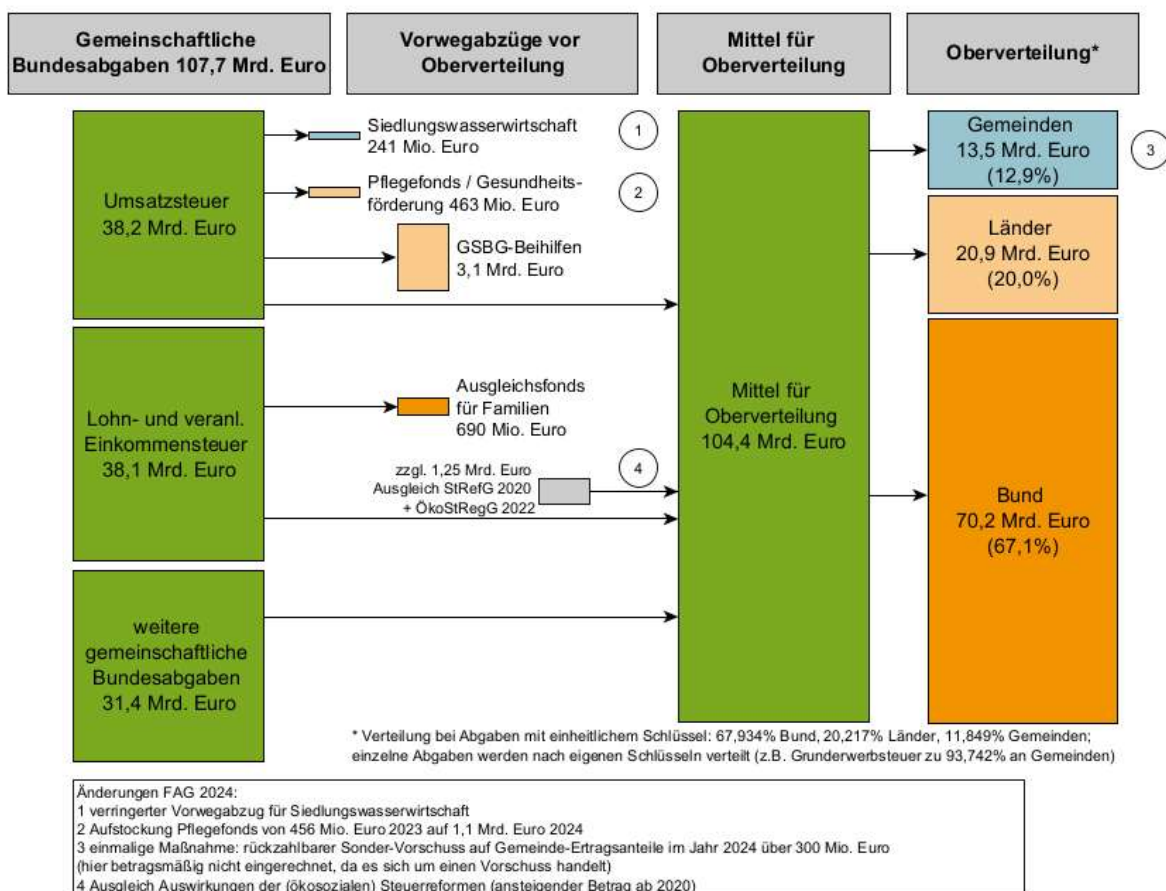 Gemeinschaftliche
Bundesabgaben 107,7 Mrd. Euro
Vorwegabzüge vor
Oberverteilung
Mittel für
Oberverteilung
Oberverteilung*
Umsatzsteuer
38,2 Mrd. Euro
Siedlungswasserwirtschaft
241 Mio. Euro
1
Pflegefonds / Gesundheits-
förderung 463 Mio. Euro
2
GSBG-Beihilfen
3,1 Mrd. Euro
Lohn- und veranl.
Einkommensteuer
38,1 Mrd. Euro
Ausgleichsfonds
für Familien
690 Mio. Euro
zzgl. 1,25 Mrd. Euro
Ausgleich StRefG 2020
+ ÖkoStRegG 2022
4
weitere
gemeinschaftliche
Bundesabgaben
31,4 Mrd. Euro
Mittel für
Oberverteilung
104,4 Mrd. Euro
Gemeinden
13,5 Mrd. Euro
(12,9%)
3
Länder
20,9 Mrd. Euro
(20,0%)
Bund
70,2 Mrd. Euro
(67,1%)
* Verteilung bei Abgaben mit einheitlichem Schlüssel: 67,934% Bund, 20,217% Länder, 11,849% Gemeinden;
einzelne Abgaben werden nach eigenen Schlüsseln verteilt (z.B. Grunderwerbsteuer zu 93,742% an Gemeinden)
Änderungen FAG 2024:
1 verringerter Vorwegabzug für Siedlungswasserwirtschaft
2 Aufstockung Pflegefonds von 456 Mio. Euro 2023 auf 1,1 Mrd. Euro 2024
3 einmalige Maßnahme: rückzahlbarer Sonder-Vorschuss auf Gemeinde-Ertragsanteile im Jahr 2024 über 300 Mio. Euro
(hier betragsmäßig nicht eingerechnet, da es sich um einen Vorschuss handelt)
4 Ausgleich Auswirkungen der (ökosozialen) Steuerreformen (ansteigender Betrag ab 2020)